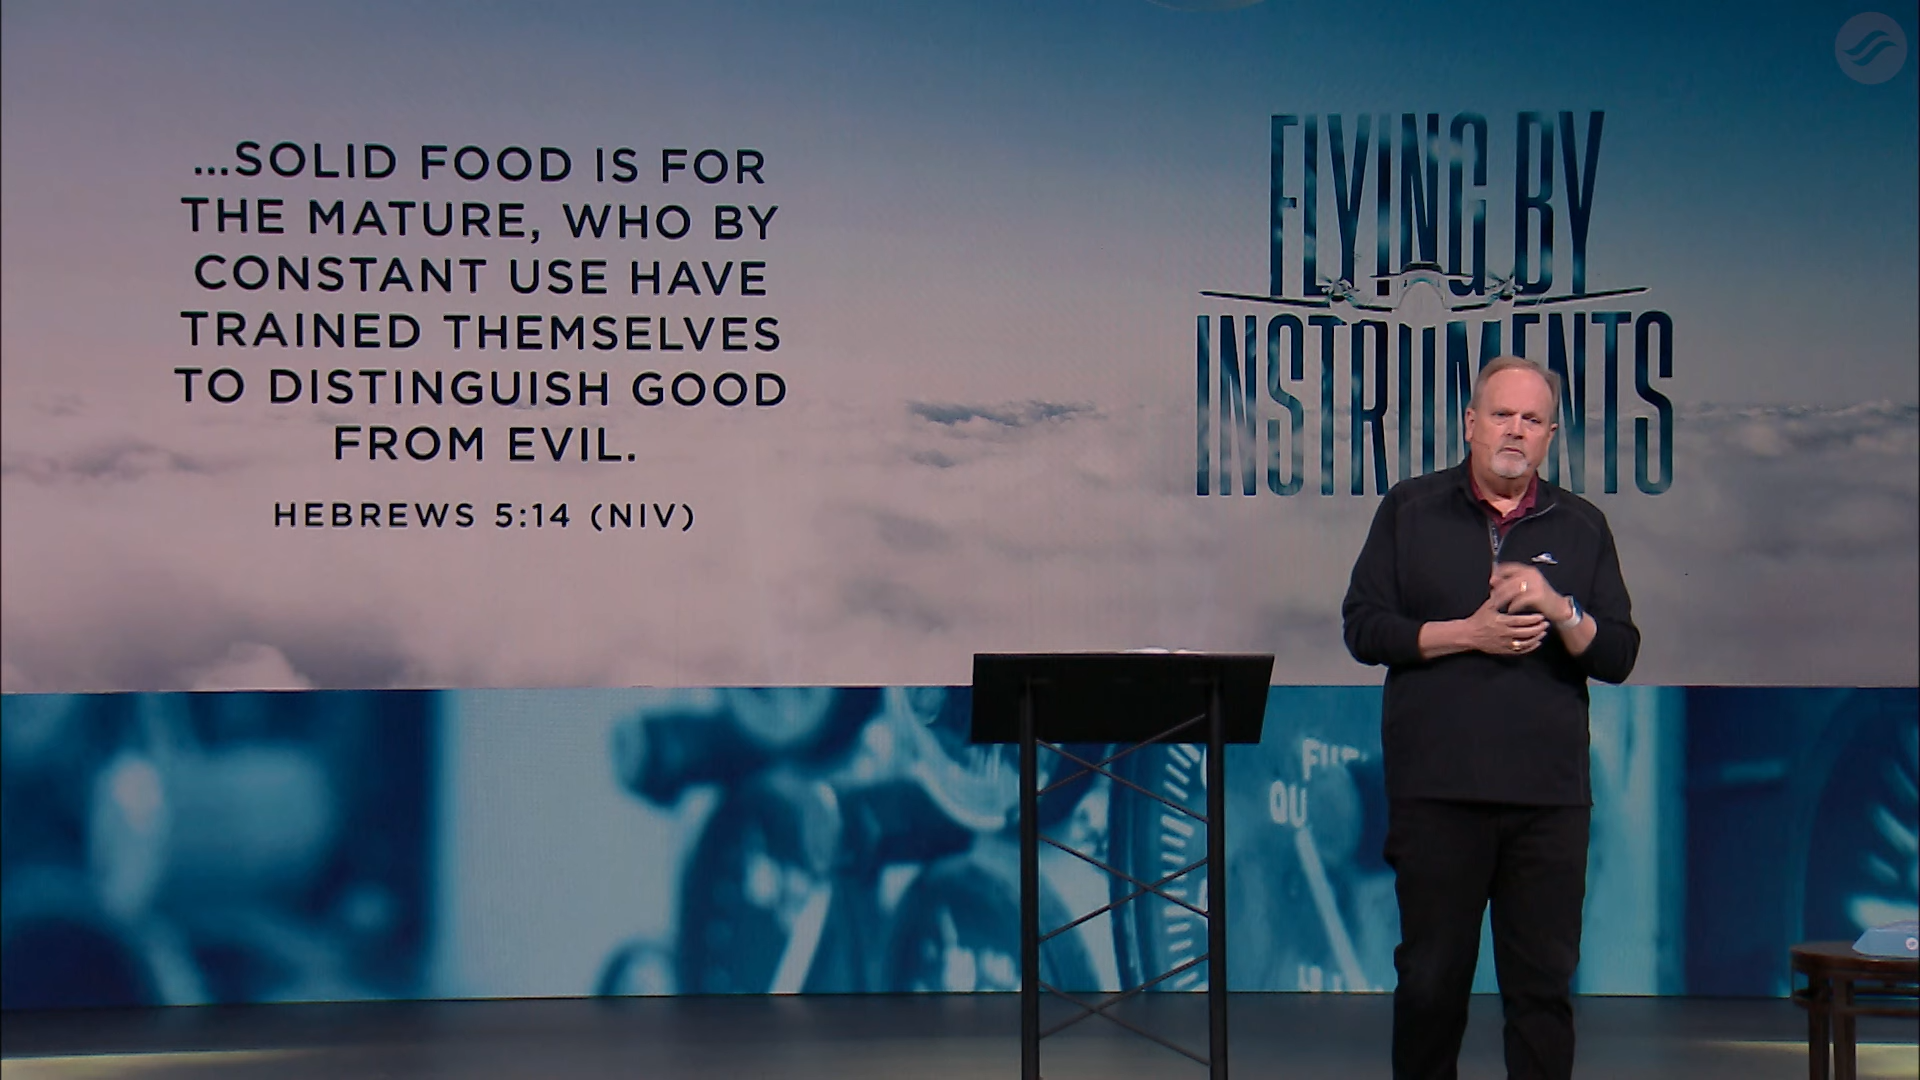 ...SOLID FOOD IS FOR
THE MATURE, WHO BY
CONSTANT USE HAVE
TRAINED THEMSELVES
TO DISTINGUISH GOOD
FROM EVIL.
HEBREWS 5:14 (NIV)
FLYING BY
INSTRUMENTS
QU